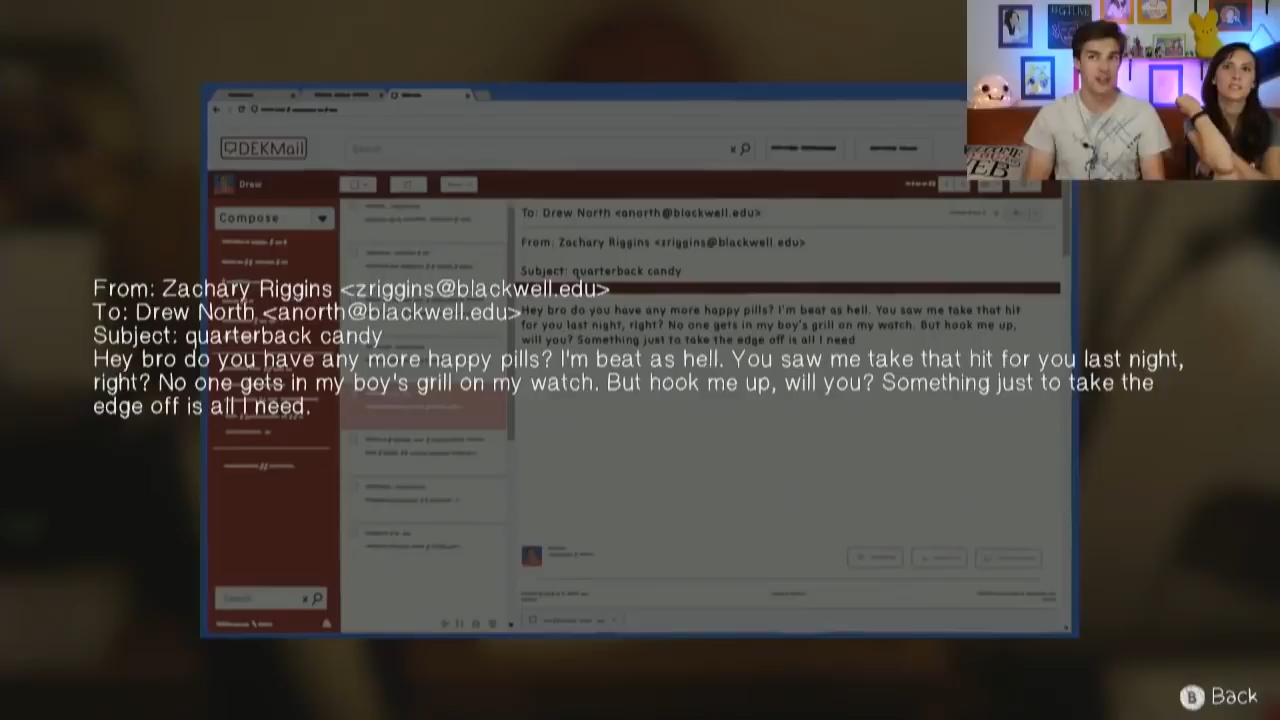 #GTLIVE
DEKMail
Search
Drew
Compose
To: Drew North <anorth@blackwell.edu>
From: Zachary Riggins <zriggins@blackwell.edu>
Subject: quarterback candy
Hey bro do you have any more happy pills? I'm beat as hell. You saw me take that hit
for you last night, right? No one gets in my boy's grill on my watch. But hook me up,
will you? Something just to take the edge off is all I need
From: Zachary Riggins <zriggins@blackwell.edu>
To: Drew North <anorth@blackwell.edu>
Subject: quarterback candy
Hey bro do you have any more happy pills? I'm beat as hell. You saw me take that hit for you last night,
right? No one gets in my boy's grill on my watch. But hook me up, will you? Something just to take the
edge off is all I need.
Search
B Back